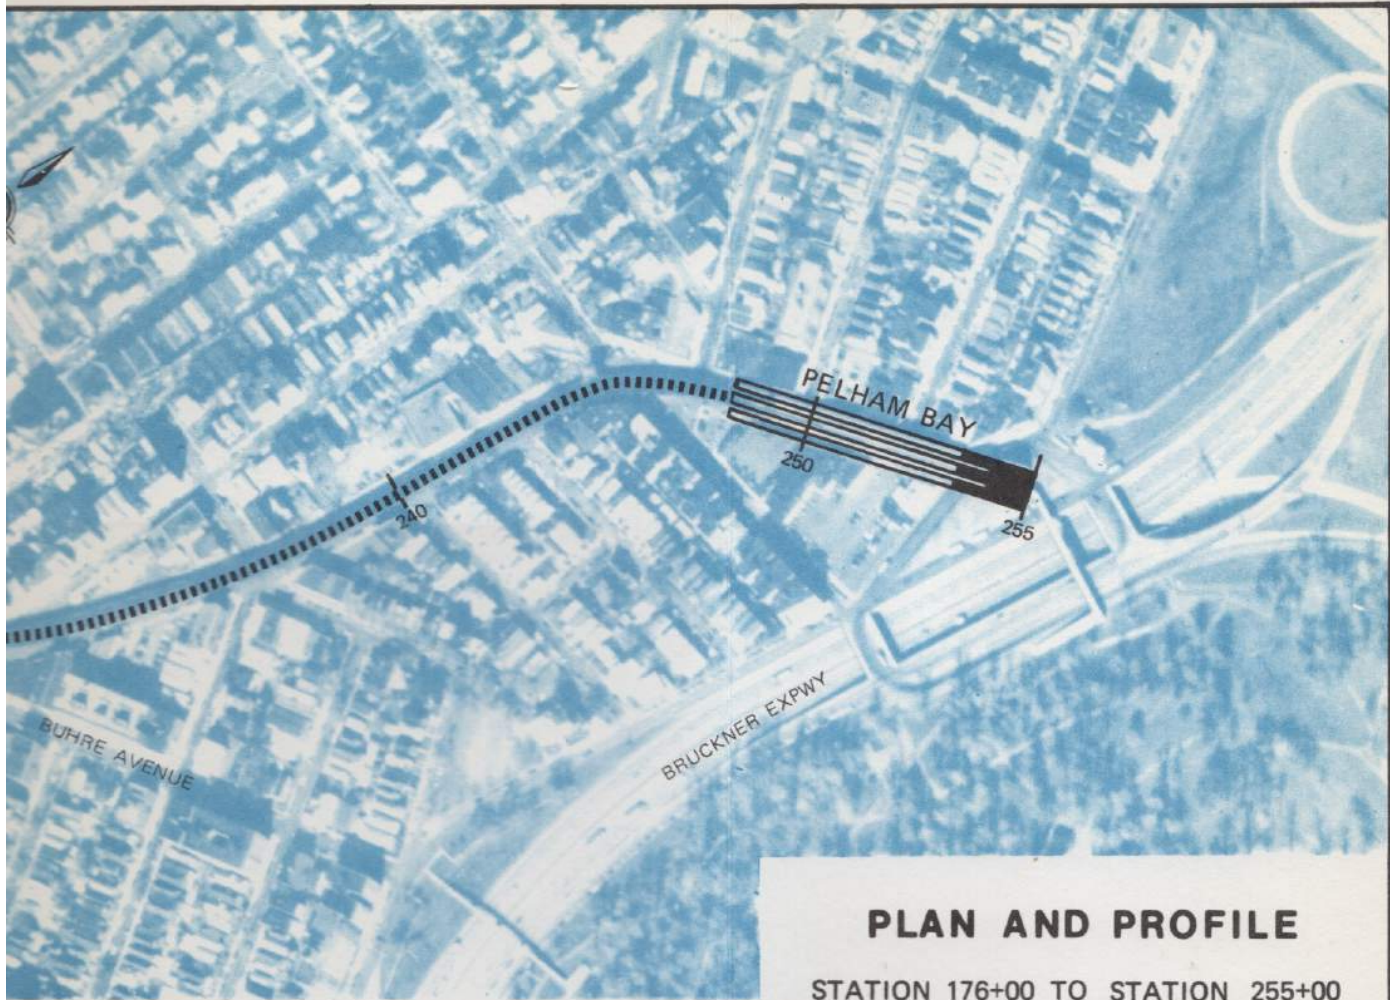 PELHAM BAY
250
240
255
BRUCKNER EXPWY
BUHRE AVENUE
PLAN AND PROFILE
STATION 176+00 TO STATION 255+00